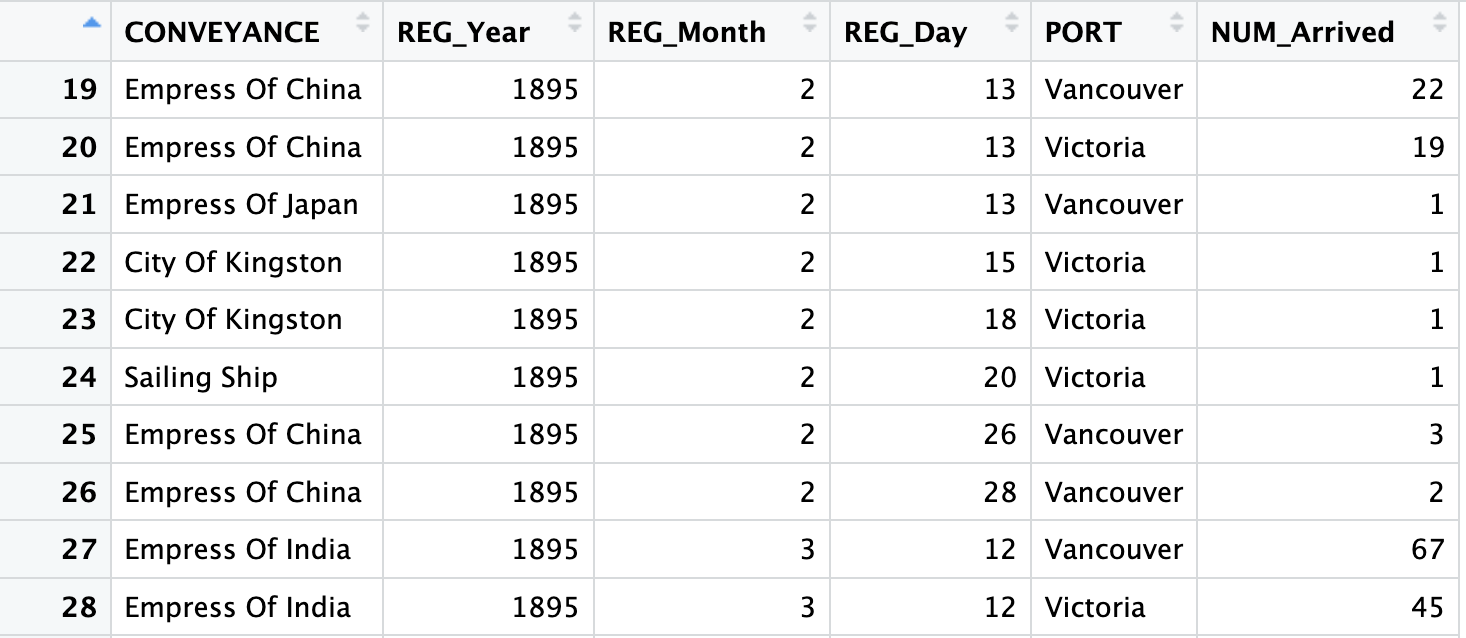 CONVEYANCE REG_Year REG_Month REG_Day PORT NUM_Arrived
19 Empress Of China 1895 2 13 Vancouver 22
20 Empress Of China 1895 2 13 Victoria 19
21 Empress Of Japan 1895 2 13 Vancouver 1
22 City Of Kingston 1895 2 15 Victoria 1
23 City Of Kingston 1895 2 18 Victoria 1
24 Sailing Ship 1895 2 20 Victoria 1
25 Empress Of China 1895 2 26 Vancouver 3
26 Empress Of China 1895 2 28 Vancouver 2
27 Empress Of India 1895 3 12 Vancouver 67
28 Empress Of India 1895 3 12 Victoria 45